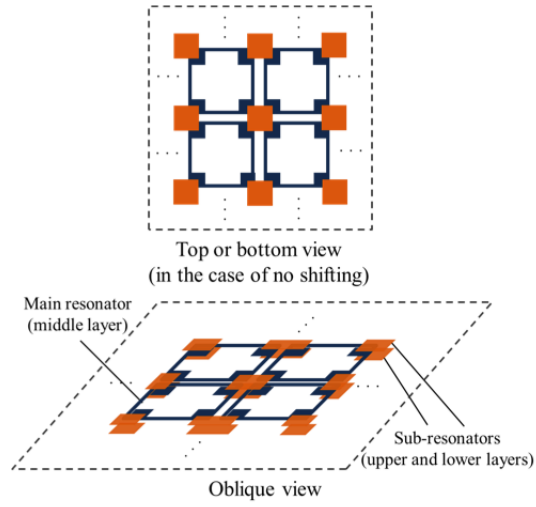 Top or bottom view
(in the case of no shifting)
Main resonator
(middle layer)
Sub-resonators
(upper and lower layers)
Oblique view